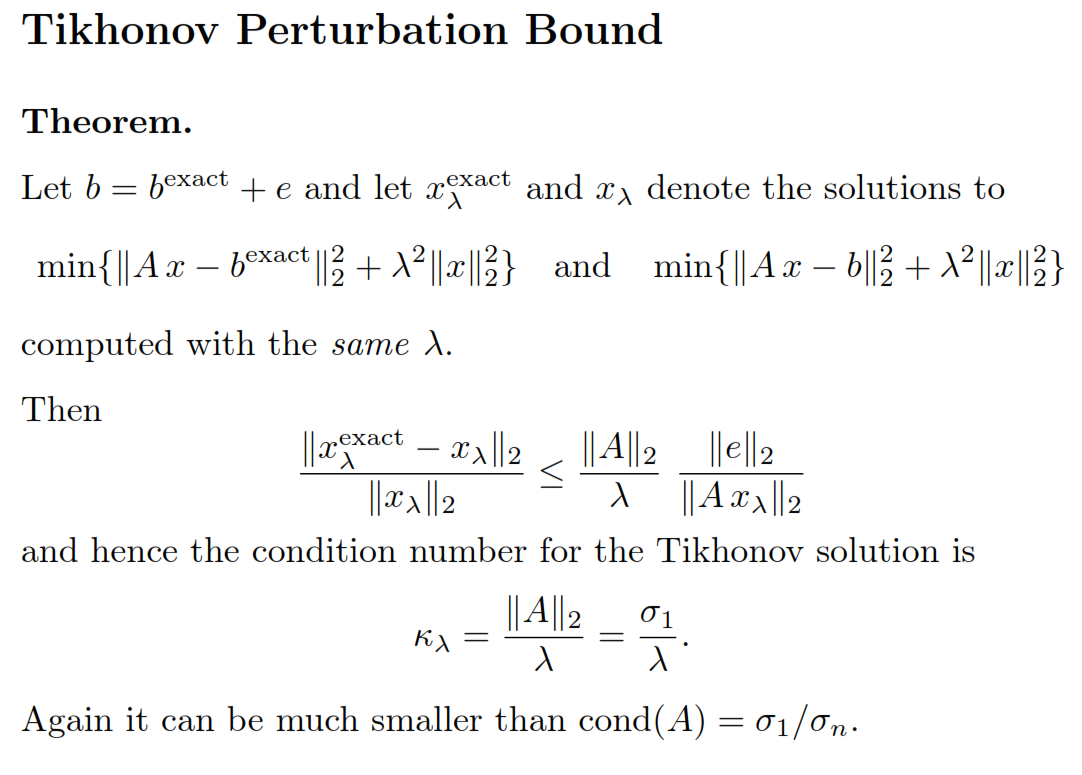 Tikhonov Perturbation Bound
Theorem.
Let $b = b^{\text{exact}} + e$ and let $x_\lambda^{\text{exact}}$ and $x_\lambda$ denote the solutions to
$\min\{\|A\,x - b^{\text{exact}}\|_2^2 + \lambda^2\|x\|_2^2\}$ and $\min\{\|A\,x - b\|_2^2 + \lambda^2\|x\|_2^2\}$
computed with the same $\lambda$.
Then
$\frac{\|x_\lambda^{\text{exact}} - x_\lambda\|_2}{\|x_\lambda\|_2} \leq \frac{\|A\|_2}{\lambda} \frac{\|e\|_2}{\|A\,x_\lambda\|_2}$
and hence the condition number for the Tikhonov solution is
$\kappa_\lambda = \frac{\|A\|_2}{\lambda} = \frac{\sigma_1}{\lambda}.$
Again it can be much smaller than cond$(A) = \sigma_1/\sigma_n$.